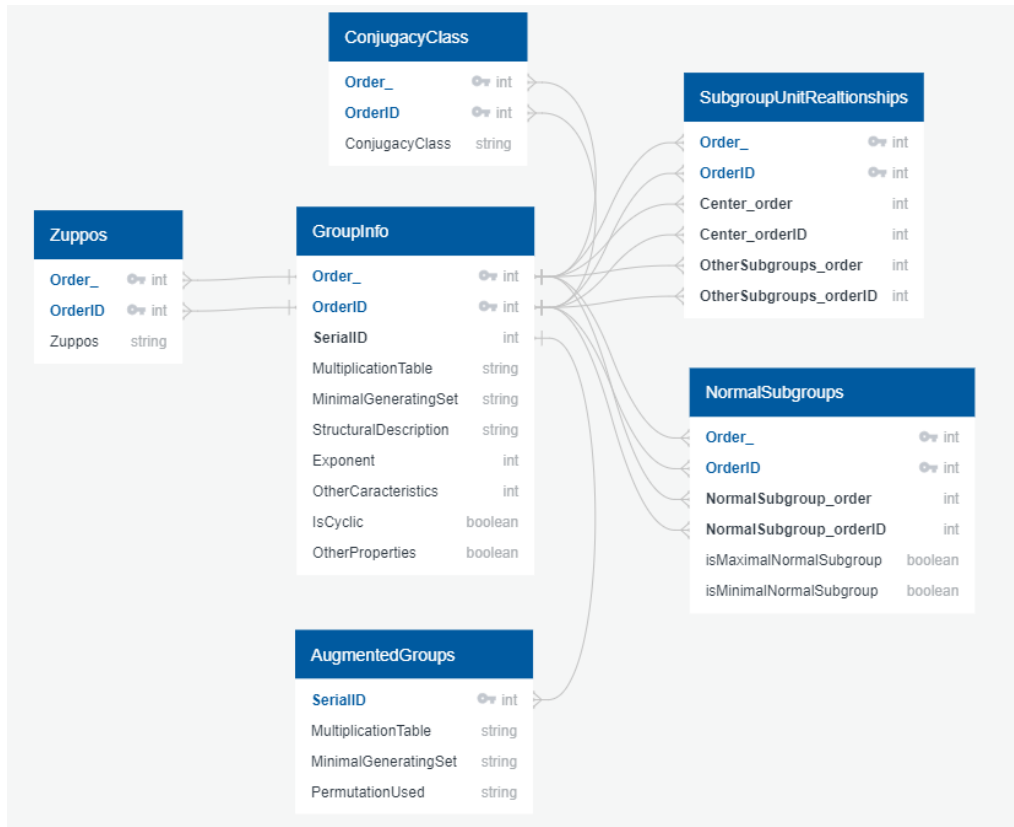 ConjugacyClass
Order_ int
OrderID int
ConjugacyClass string
SubgroupUnitRealtionships
Order_ int
OrderID int
Center_order int
Center_orderID int
OtherSubgroups_order int
OtherSubgroups_orderID int
Zuppos
Order_ int
OrderID int
Zuppos string
GroupInfo
Order_ int
OrderID int
SerialID int
MultiplicationTable string
MinimalGeneratingSet string
StructuralDescription string
Exponent int
OtherCaracteristics int
IsCyclic boolean
OtherProperties boolean
NormalSubgroups
Order_ int
OrderID int
NormalSubgroup_order int
NormalSubgroup_orderID int
isMaximalNormalSubgroup boolean
isMinimalNormalSubgroup boolean
AugmentedGroups
SerialID int
MultiplicationTable string
MinimalGeneratingSet string
PermutationUsed string